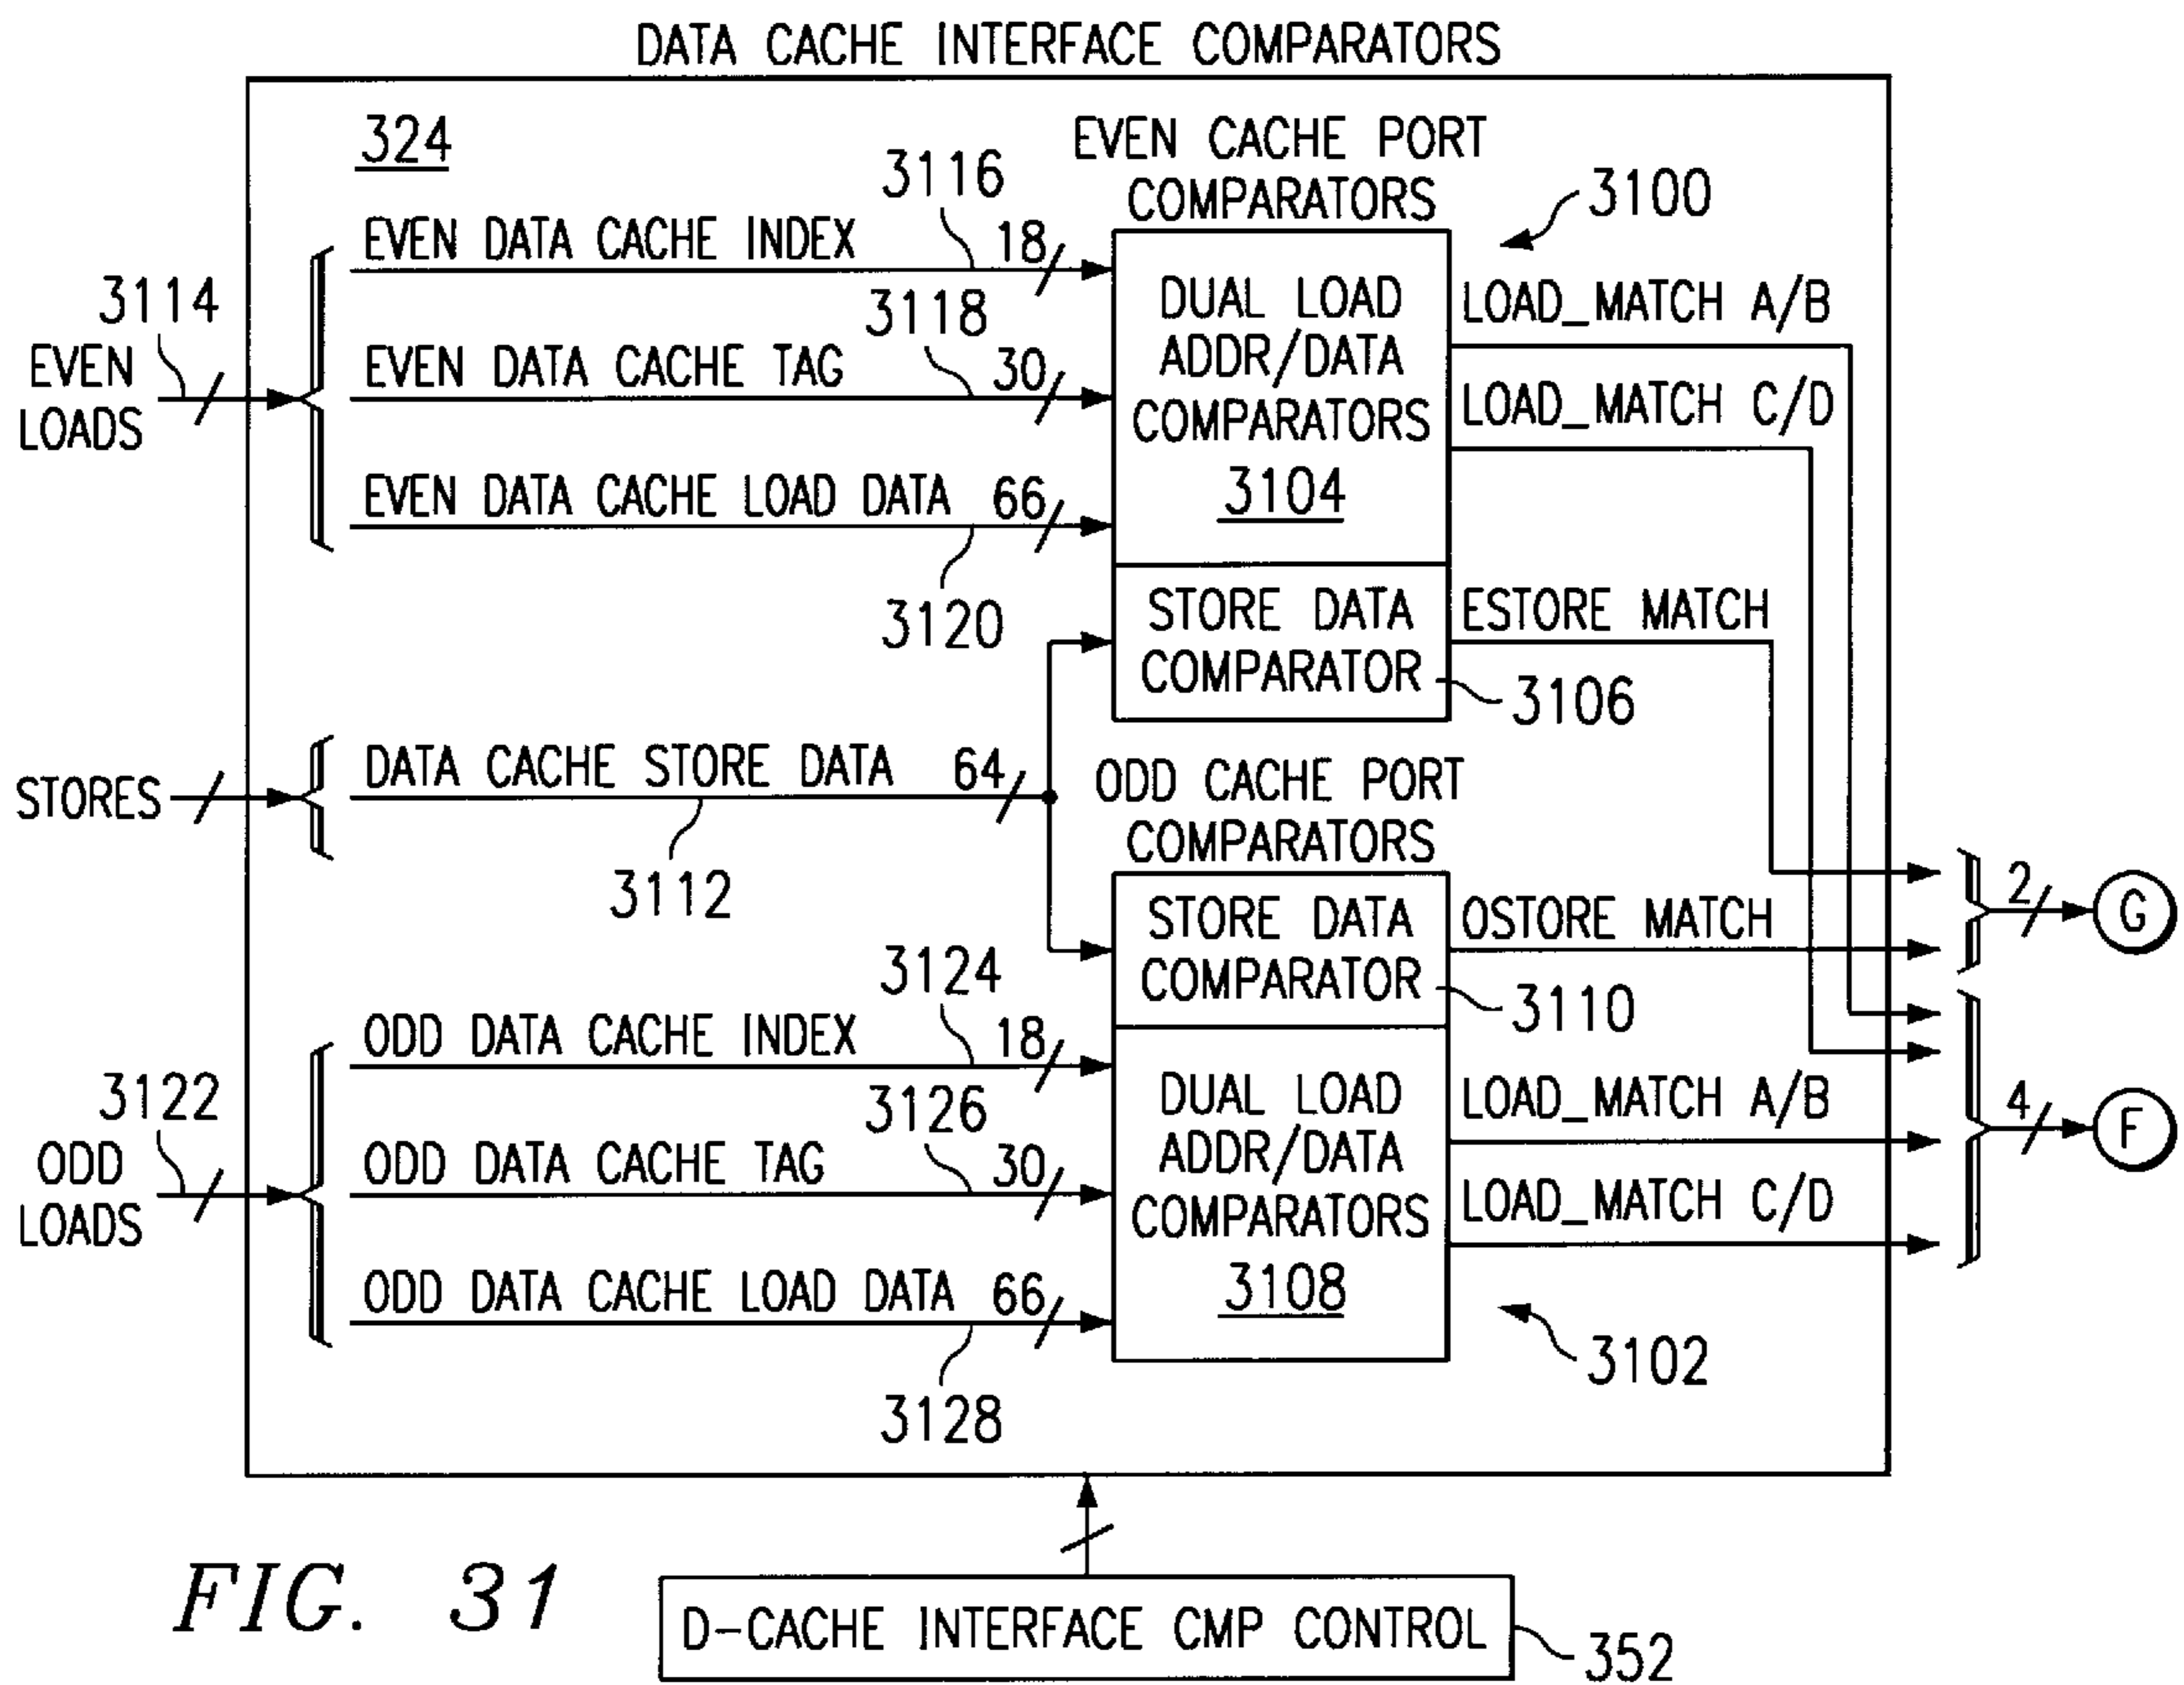 DATA CACHE INTERFACE COMPARATORS
324
EVEN CACHE PORT
COMPARATORS
3100
3116
EVEN DATA CACHE INDEX
18
3114
EVEN
LOADS
3118
EVEN DATA CACHE TAG
30
EVEN DATA CACHE LOAD DATA
66
3120
DUAL LOAD
ADDR/DATA
COMPARATORS
3104
LOAD_MATCH A/B
LOAD_MATCH C/D
STORE DATA
COMPARATOR
3106
ESTORE MATCH
STORES
DATA CACHE STORE DATA
64
3112
ODD CACHE PORT
COMPARATORS
STORE DATA
COMPARATOR
3110
OSTORE MATCH
2
G
3124
ODD DATA CACHE INDEX
18
3122
ODD
LOADS
3126
ODD DATA CACHE TAG
30
ODD DATA CACHE LOAD DATA
66
3128
DUAL LOAD
ADDR/DATA
COMPARATORS
3108
LOAD_MATCH A/B
LOAD_MATCH C/D
4
F
3102
FIG. 31
D-CACHE INTERFACE CMP CONTROL
352